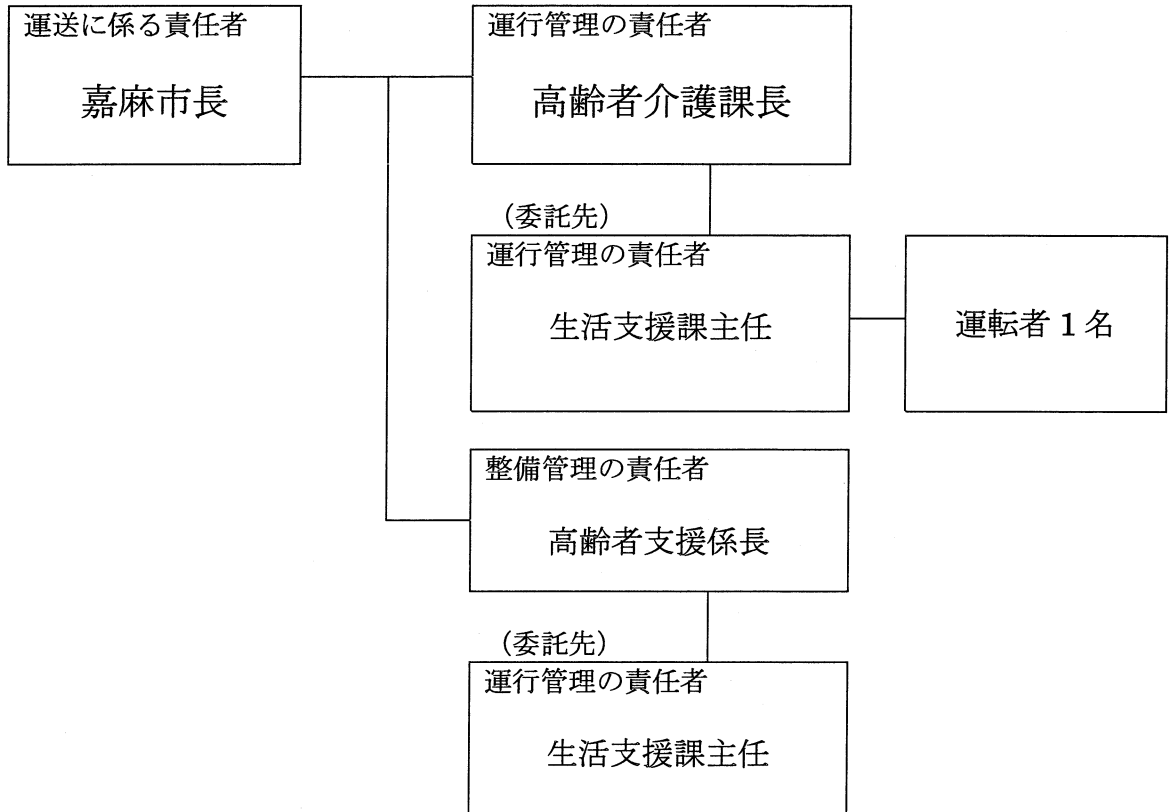 運送に係る責任者
嘉麻市長
運行管理の責任者
高齢者介護課長
（委託先）
運行管理の責任者
生活支援課主任
運転者1名
整備管理の責任者
高齢者支援係長
（委託先）
運行管理の責任者
生活支援課主任